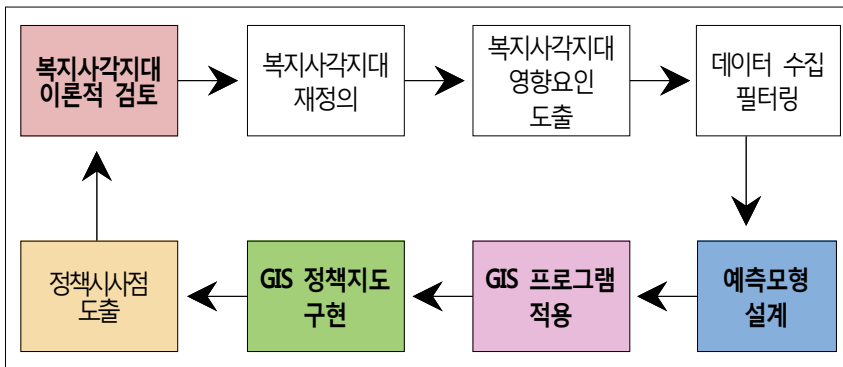 복지사각지대
이론적 검토
복지사각지대
재정의
복지사각지대
영향요인
도출
데이터 수집
필터링
예측모형
설계
GIS 프로그램
적용
GIS 정책지도
구현
정책시사점
도출